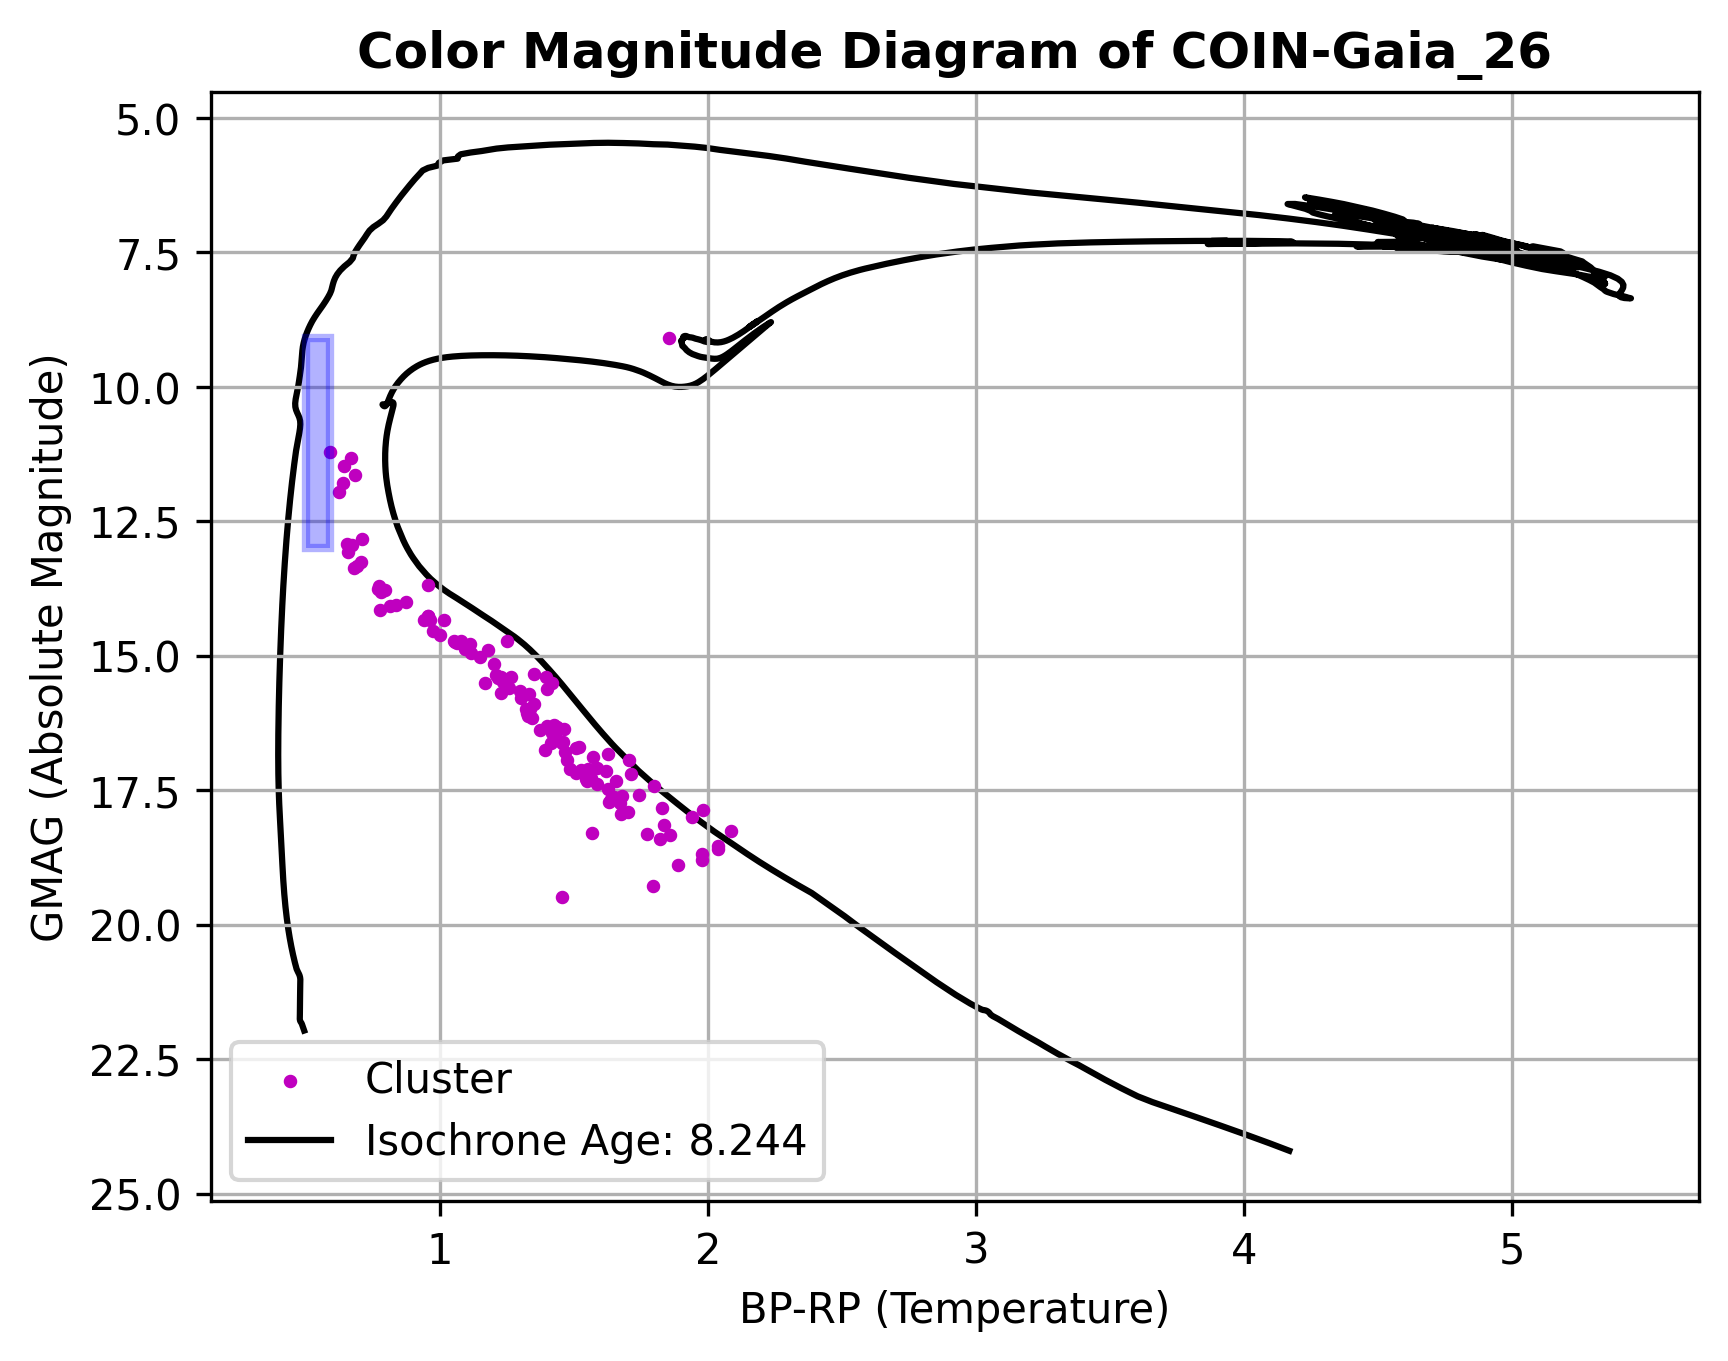 Color Magnitude Diagram of COIN-Gaia_26
GMAG (Absolute Magnitude)
5.0
7.5
10.0
12.5
15.0
17.5
20.0
22.5
25.0
Cluster
Isochrone Age: 8.244
1 2 3 4 5
BP-RP (Temperature)